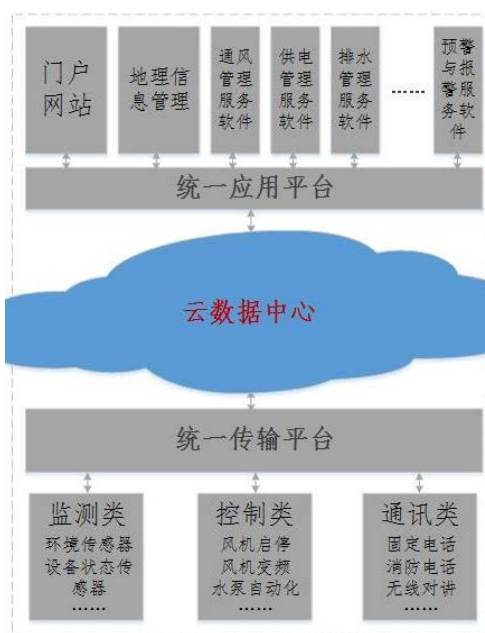 门户
网站
地理信
息管理
通风
管理
服务
软件
供电
管理
服务
软件
排水
管理
服务
软件
……
预警
与报
警服
务软
件
统一应用平台
云数据中心
统一传输平台
监测类
环境传感器
设备状态传
感器
……
控制类
风机启停
风机变频
水泵自动化
……
通讯类
固定电话
消防电话
无线对讲
……